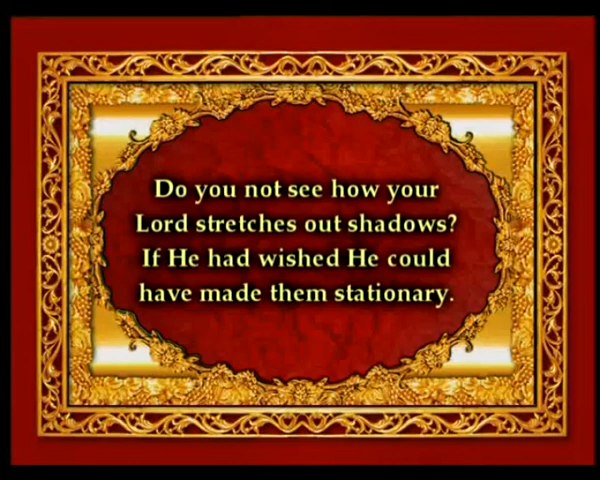 Do you not see how your
Lord stretches out shadows?
If He had wished He could
have made them stationary.